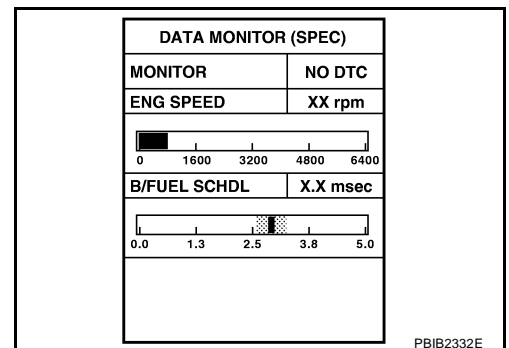 DATA MONITOR (SPEC)
MONITOR NO DTC
ENG SPEED XX rpm
0 1600 3200 4800 6400
B/FUEL SCHDL X.X msec
0.0 1.3 2.5 3.8 5.0
PBIB2332E